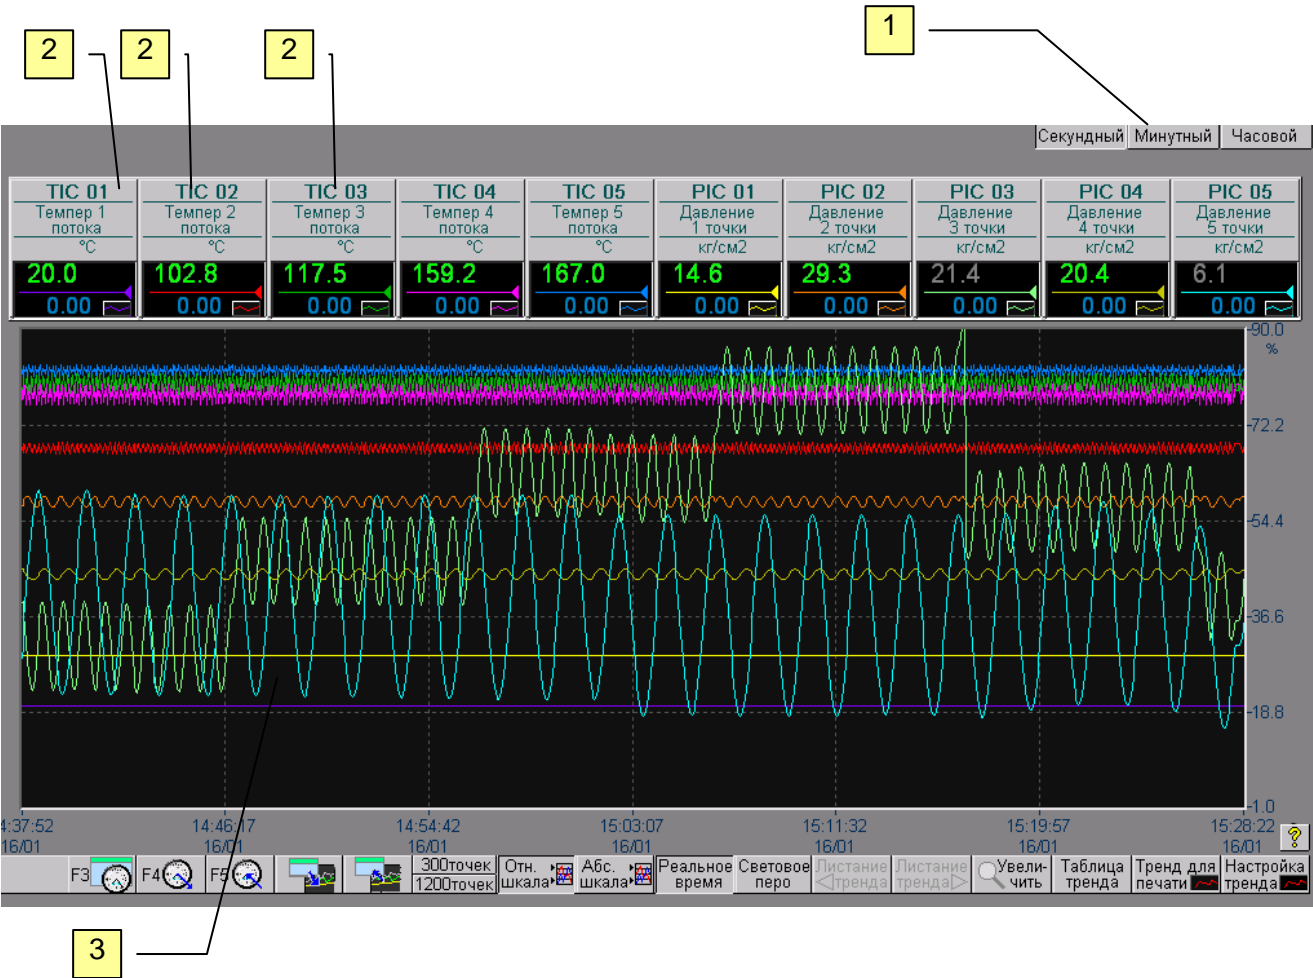 2 2 2 1
Секундный Минутный Часовой
TIC 01 TIC 02 TIC 03 TIC 04 TIC 05 PIC 01 PIC 02 PIC 03 PIC 04 PIC 05
Темпер 1 Темпер 2 Темпер 3 Темпер 4 Темпер 5 Давление Давление Давление Давление Давление
потока потока потока потока потока 1 точки 2 точки 3 точки 4 точки 5 точки
°C °C °C °C °C кг/см2 кг/см2 кг/см2 кг/см2 кг/см2
20.0 102.8 117.5 159.2 167.0 14.6 29.3 21.4 20.4 6.1
0.00 0.00 0.00 0.00 0.00 0.00 0.00 0.00 0.00 0.00
90.0
%
72.2
54.4
36.6
18.8
1.0
4:37:52 14:46:17 14:54:42 15:03:07 15:11:32 15:19:57 15:28:22
16/01 16/01 16/01 16/01 16/01 16/01 16/01
?
F3 F4 F5
300точек
1200точек
Отн.
шкала
Абс.
шкала
Реальное
время
Световое
перо
Листание
тренда
Листание
тренда
Увели-
чить
Таблица
тренда
Тренд для
печати
Настройка
тренда
3